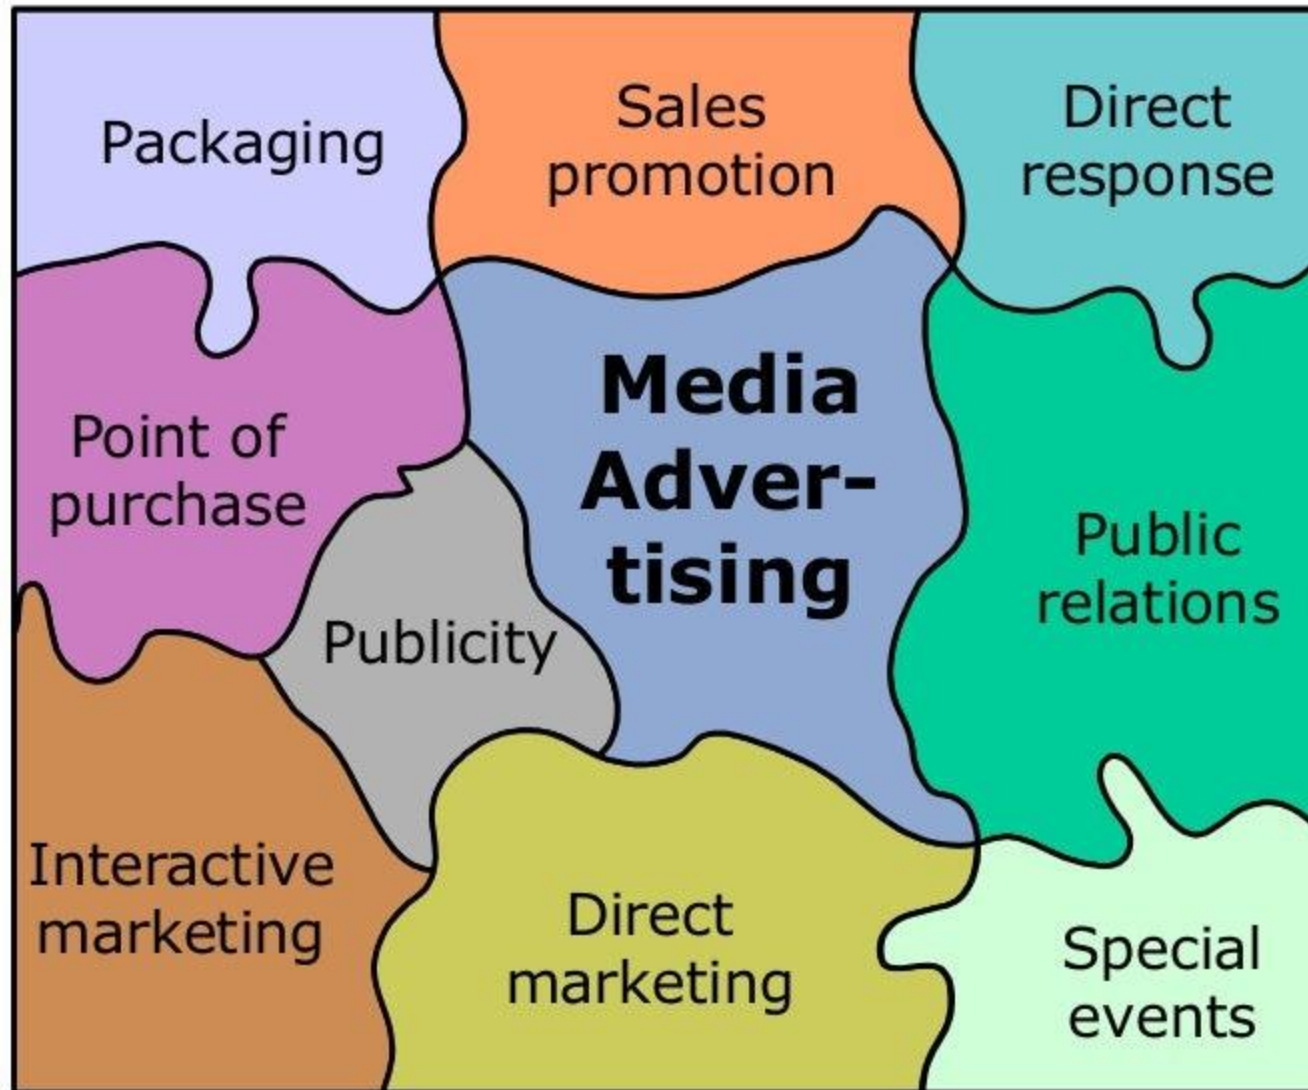 Packaging
Sales
promotion
Direct
response
Point of
purchase
Media
Adver-
tising
Public
relations
Publicity
Interactive
marketing
Direct
marketing
Special
events